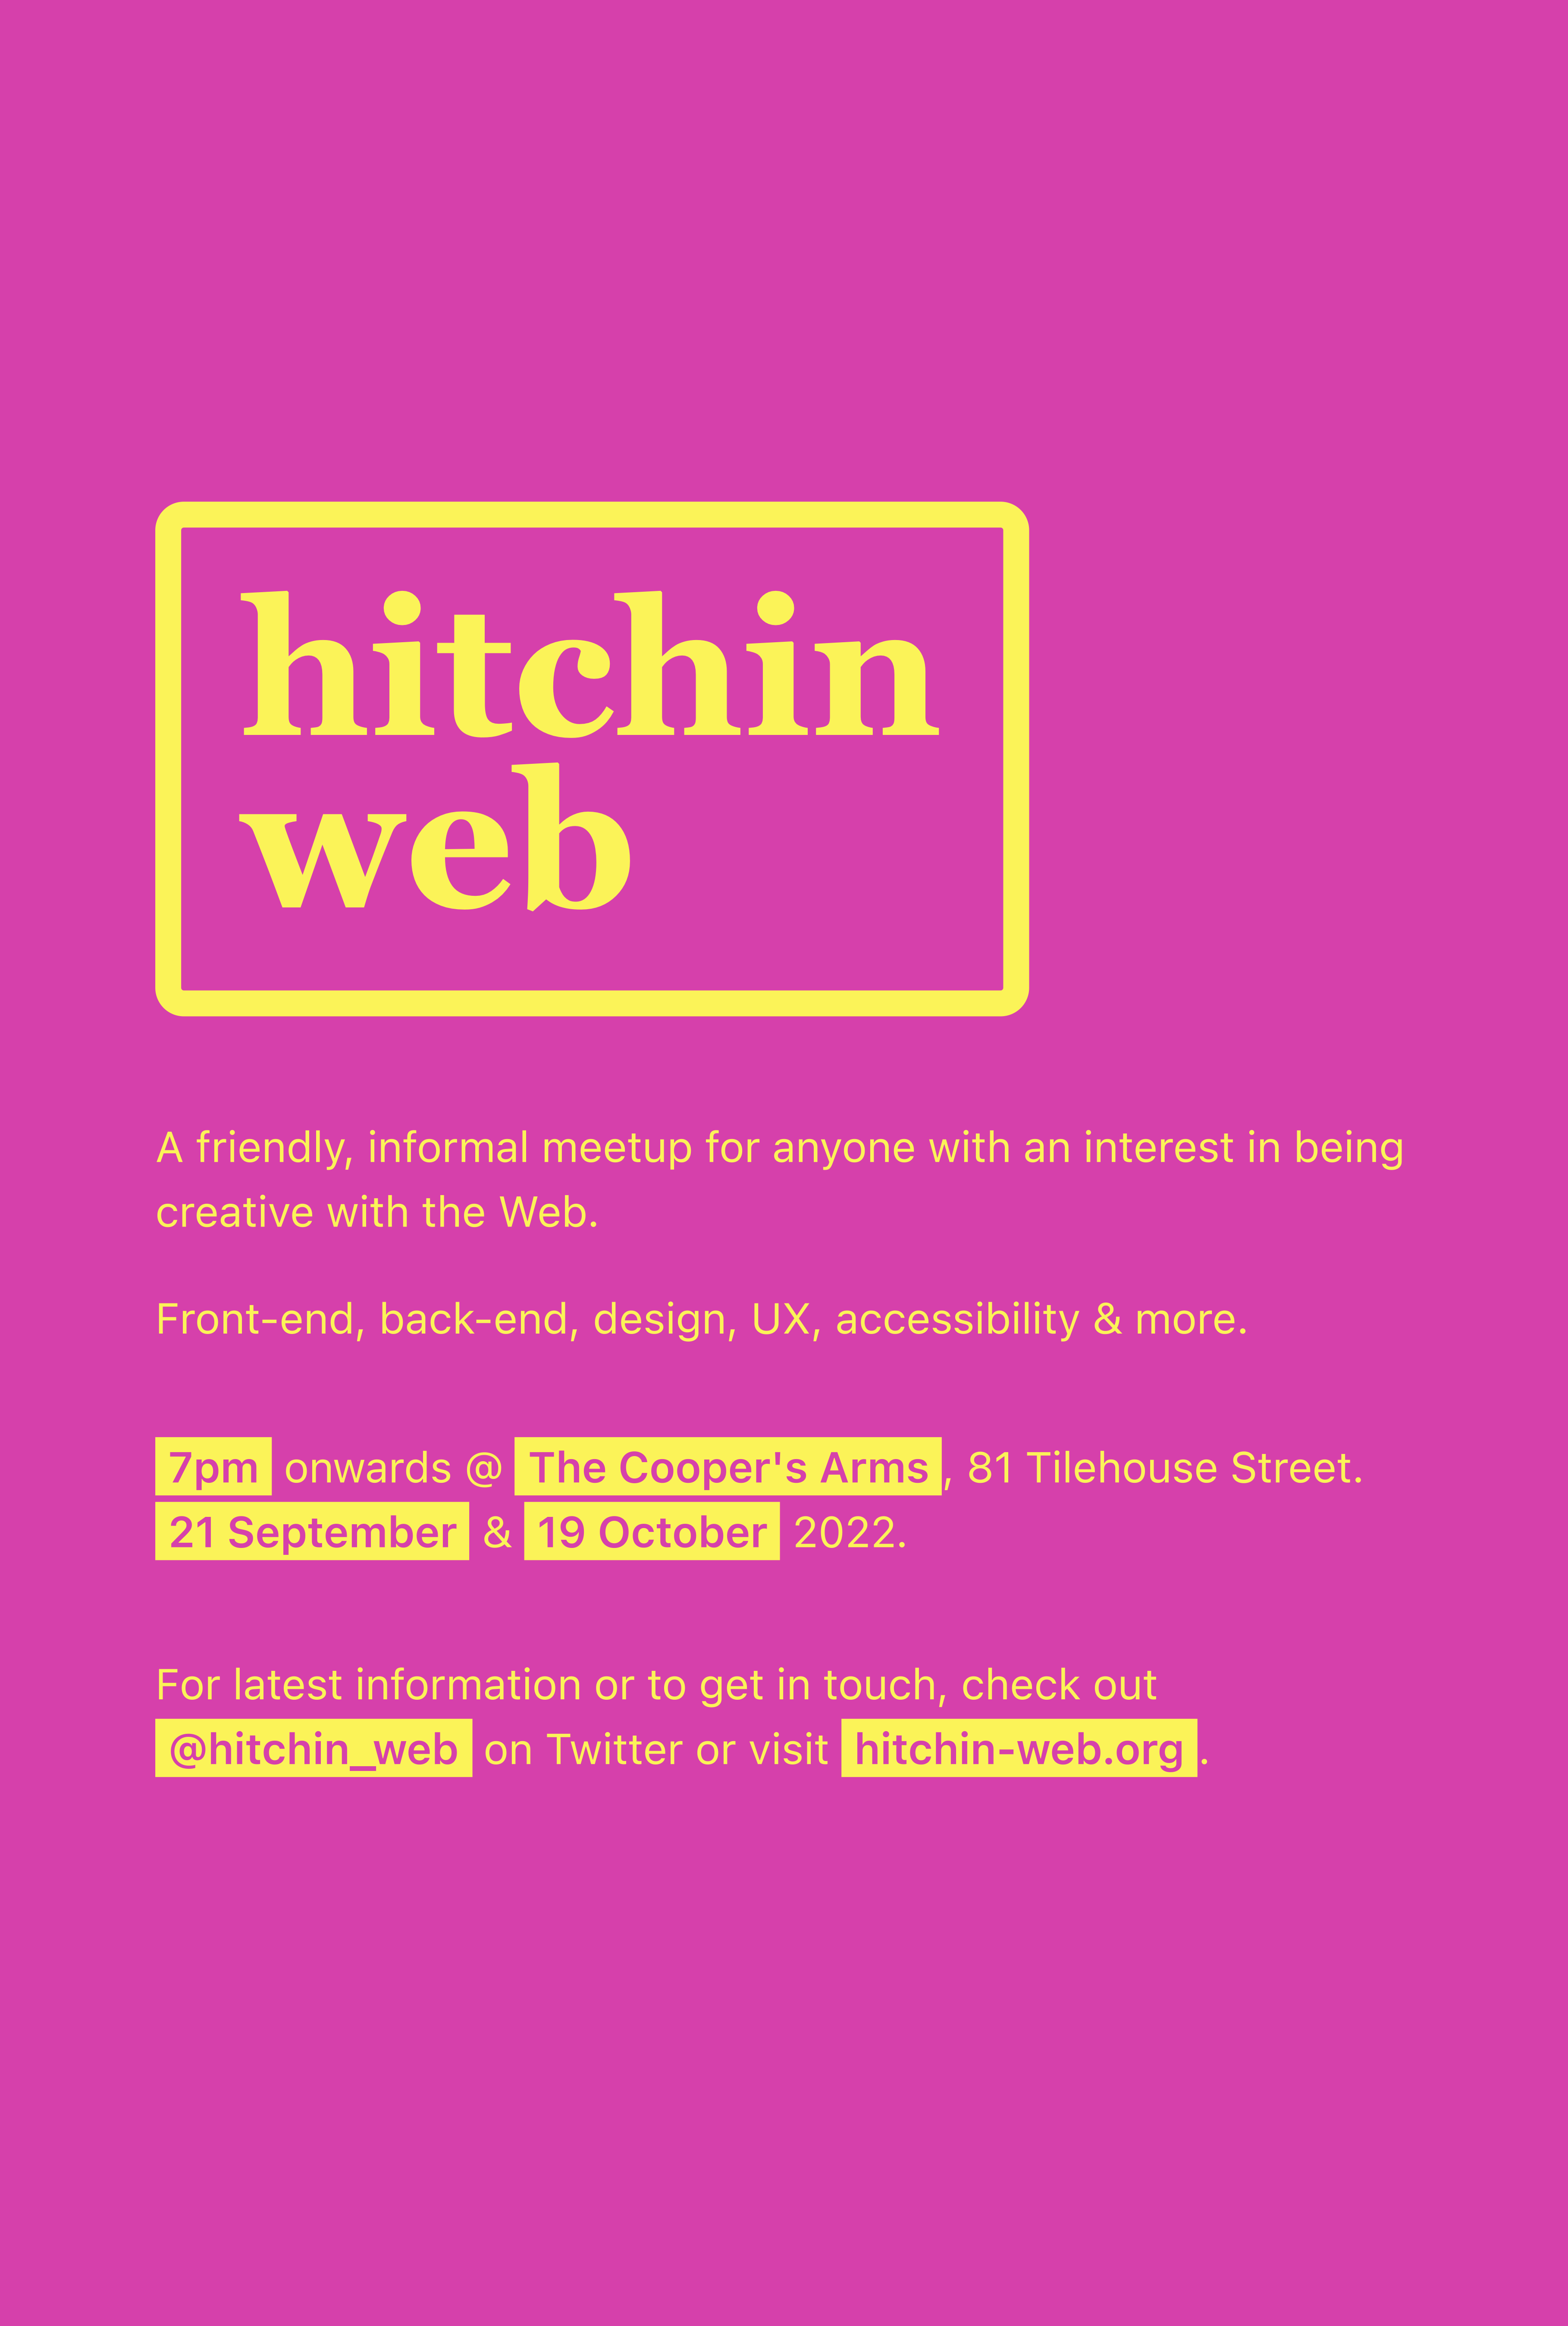 hitchin
web
A friendly, informal meetup for anyone with an interest in being
creative with the Web.
Front-end, back-end, design, UX, accessibility & more.
7pm onwards @ The Cooper's Arms, 81 Tilehouse Street.
21 September & 19 October 2022.
For latest information or to get in touch, check out
@hitchin_web on Twitter or visit hitchin-web.org.